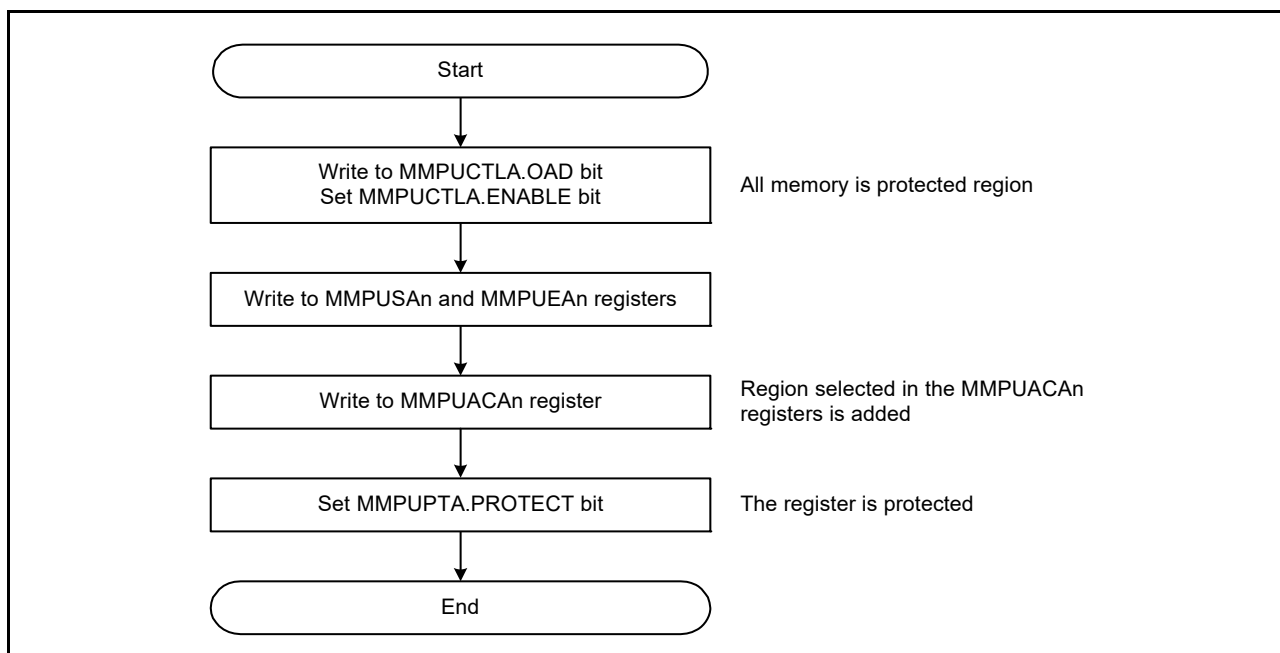 Start
Write to MMPUCTLA.OAD bit
Set MMPUCTLA.ENABLE bit
All memory is protected region
Write to MMPUSAn and MMPUEAn registers
Write to MMPUACAn register
Region selected in the MMPUACAn
registers is added
Set MMPUPTA.PROTECT bit
The register is protected
End